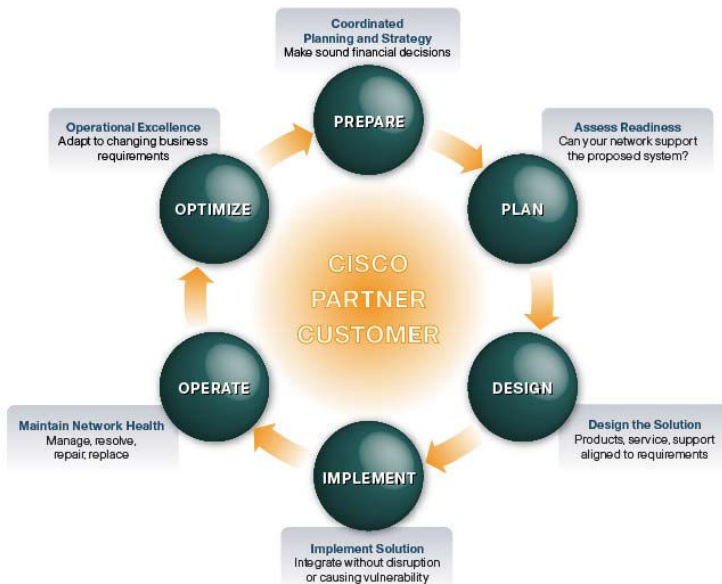 Coordinated
Planning and Strategy
Make sound financial decisions
PREPARE
Assess Readiness
Can your network support
the proposed system?
PLAN
DESIGN
Design the Solution
Products, service, support
aligned to requirements
IMPLEMENT
Implement Solution
Integrate without disruption
or causing vulnerability
OPERATE
Maintain Network Health
Manage, resolve,
repair, replace
OPTIMIZE
Operational Excellence
Adapt to changing business
requirements
CISCO
PARTNER
CUSTOMER